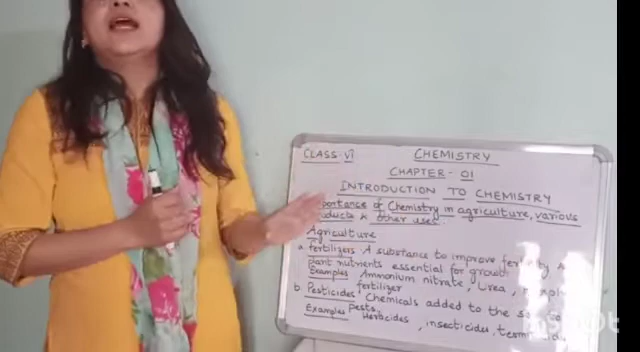 CLASS VI
CHEMISTRY
CHAPTER - 01
INTRODUCTION TO CHEMISTRY
portance of Chemistry in agriculture, various
ducts & other uses
Agriculture
a. fertilizers A substance to improve
plant nutrients essential for growth
Examples Ammonium nitrate, Urea,
fertilizer
b Pesticides Chemicals added to the
pests.
Examples Herbicides, insecticides,